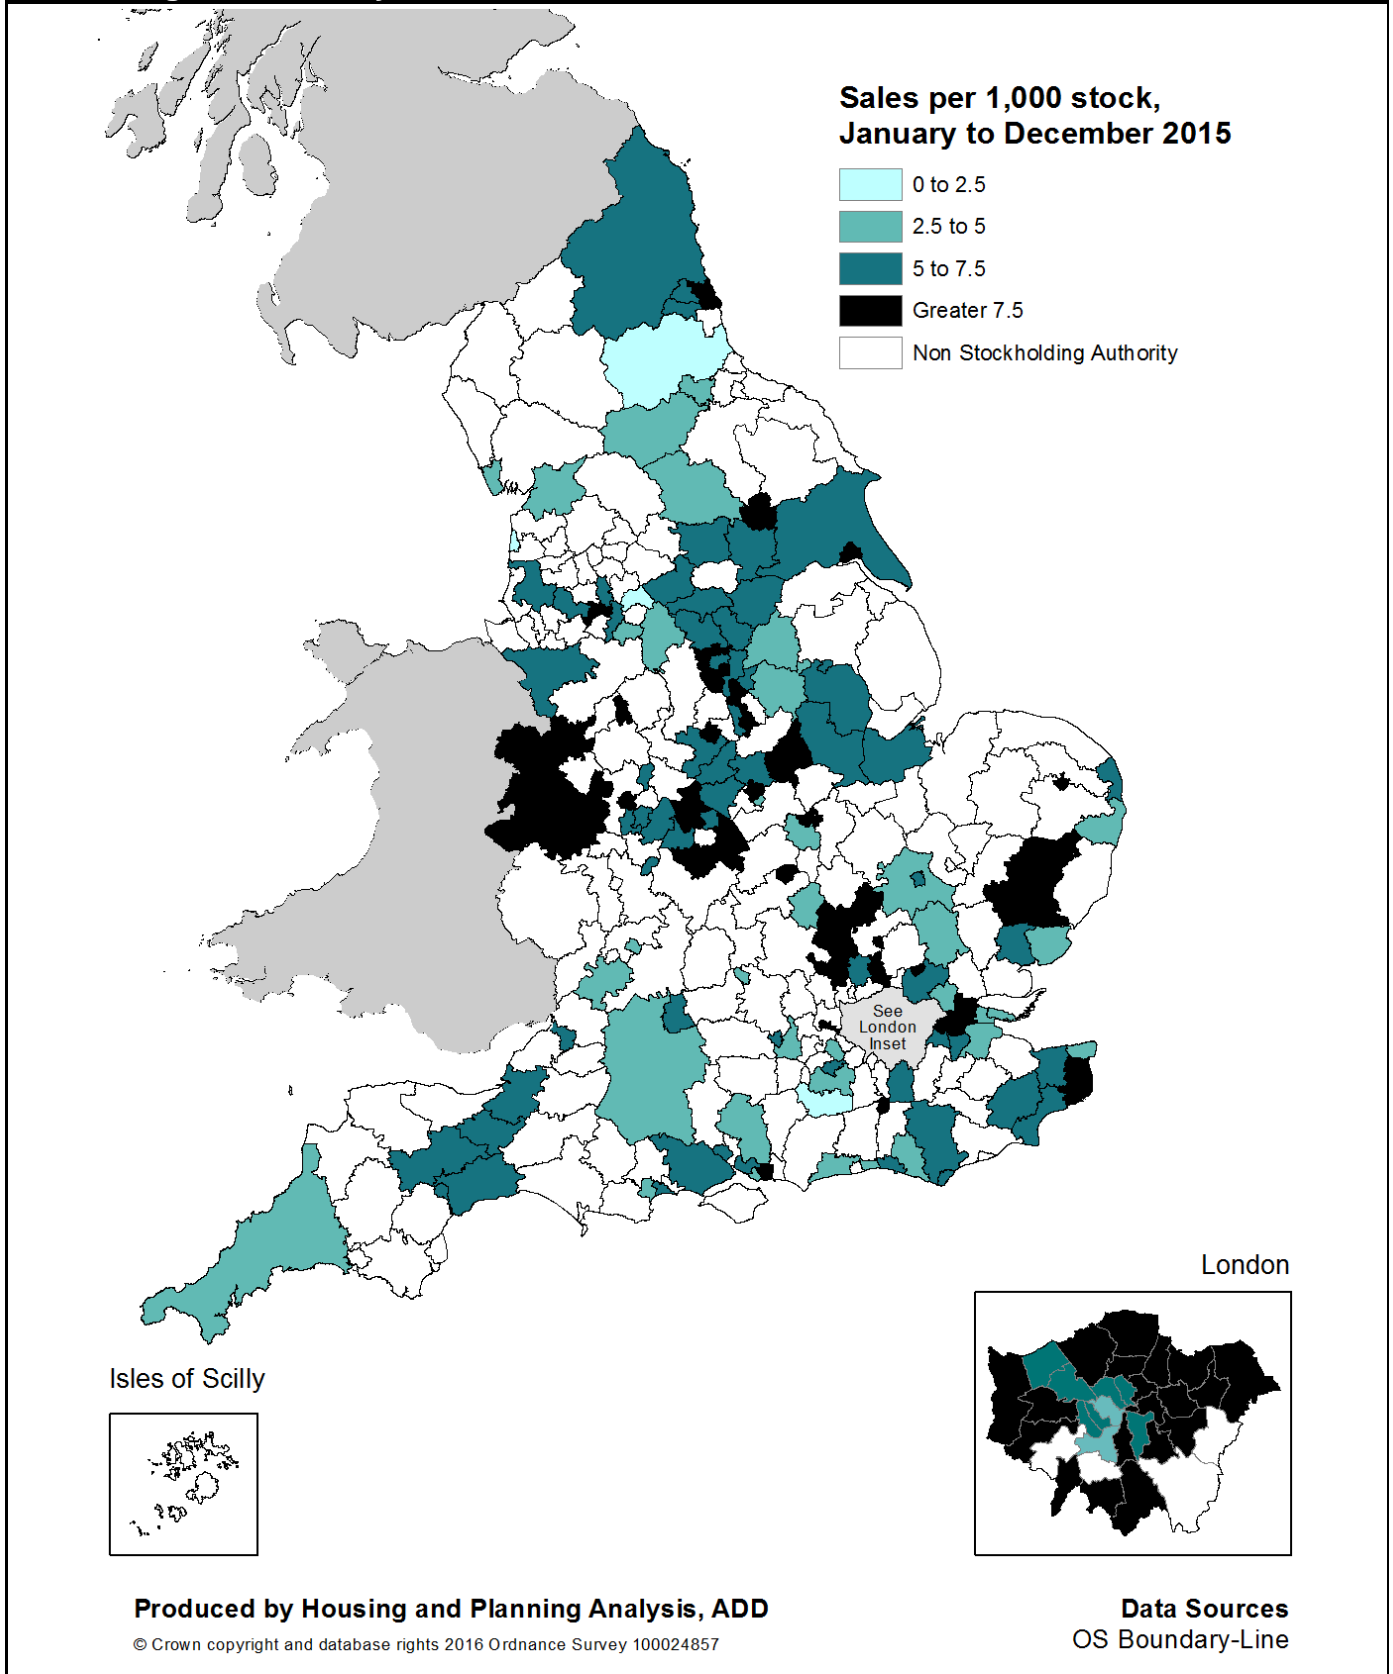 Sales per 1,000 stock,
January to December 2015
0 to 2.5
2.5 to 5
5 to 7.5
Greater 7.5
Non Stockholding Authority
See
London
Inset
London
Isles of Scilly
Produced by Housing and Planning Analysis, ADD
© Crown copyright and database rights 2016 Ordnance Survey 100024857
Data Sources
OS Boundary-Line